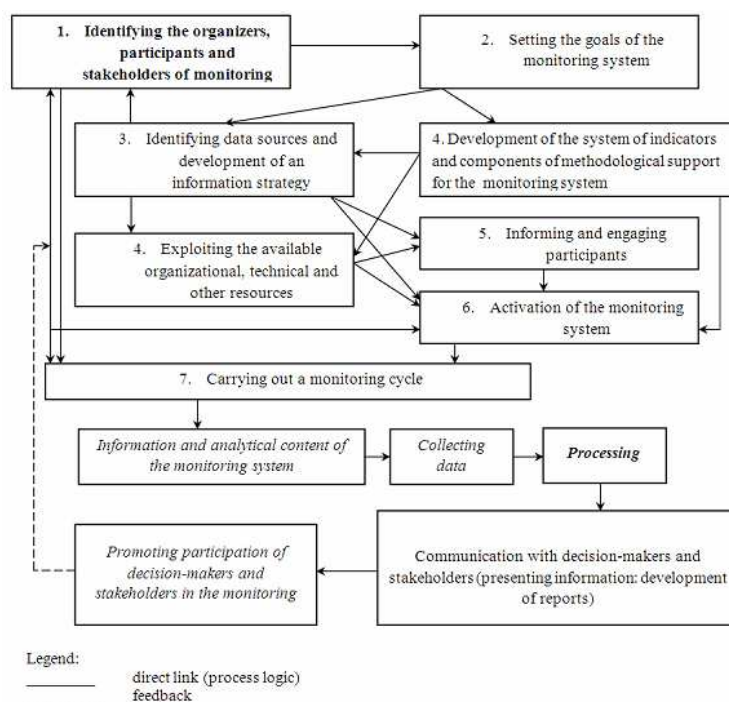 1. Identifying the organizers,
participants and
stakeholders of monitoring
2. Setting the goals of the
monitoring system
3. Identifying data sources and
development of an
information strategy
4. Development of the system of indicators
and components of methodological support
for the monitoring system
4. Exploiting the available
organizational, technical and
other resources
5. Informing and engaging
participants
6. Activation of the monitoring
system
7. Carrying out a monitoring cycle
Information and analytical content of
the monitoring system
Collecting
data
Processing
Promoting participation of
decision-makers and
stakeholders in the monitoring
Communication with decision-makers and
stakeholders (presenting information: development
of reports)
Legend:
direct link (process logic)
feedback